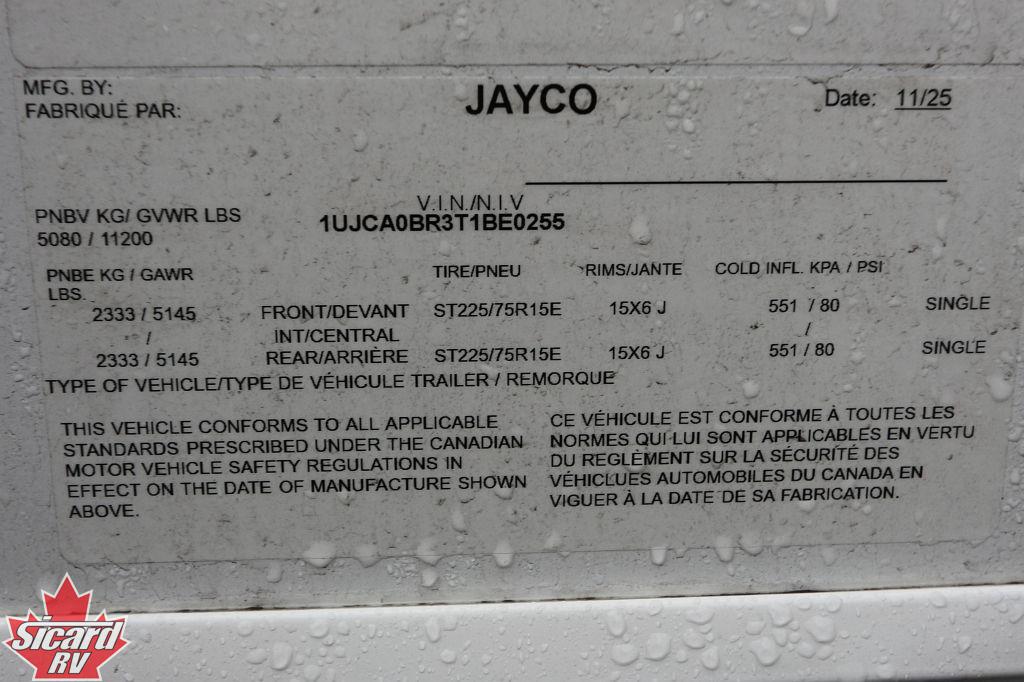 MFG. BY:
FABRIQUÉ PAR:
JAYCO
Date: 11/25
V.I.N./N.I.V
PNBV KG/ GVWR LBS
5080 / 11200
1UJCA0BR3T1BE0255
PNBE KG / GAWR LBS.
TIRE/PNEU RIMS/JANTE COLD INFL. KPA / PSI
2333 / 5145 FRONT/DEVANT ST225/75R15E 15X6 J 551 / 80 SINGLE
/ INT/CENTRAL /
2333 / 5145 REAR/ARRIÈRE ST225/75R15E 15X6 J 551 / 80 SINGLE
TYPE OF VEHICLE/TYPE DE VÉHICULE TRAILER / REMORQUE
THIS VEHICLE CONFORMS TO ALL APPLICABLE
STANDARDS PRESCRIBED UNDER THE CANADIAN
MOTOR VEHICLE SAFETY REGULATIONS IN
EFFECT ON THE DATE OF MANUFACTURE SHOWN
ABOVE.
CE VÉHICULE EST CONFORME À TOUTES LES
NORMES QUI LUI SONT APPLICABLES EN VERTU
DU REGLEMENT SUR LA SÉCURITÉ DES
VÉHICLUES AUTOMOBILES DU CANADA EN
VIGUER À LA DATE DE SA FABRICATION.
Sicard
RV